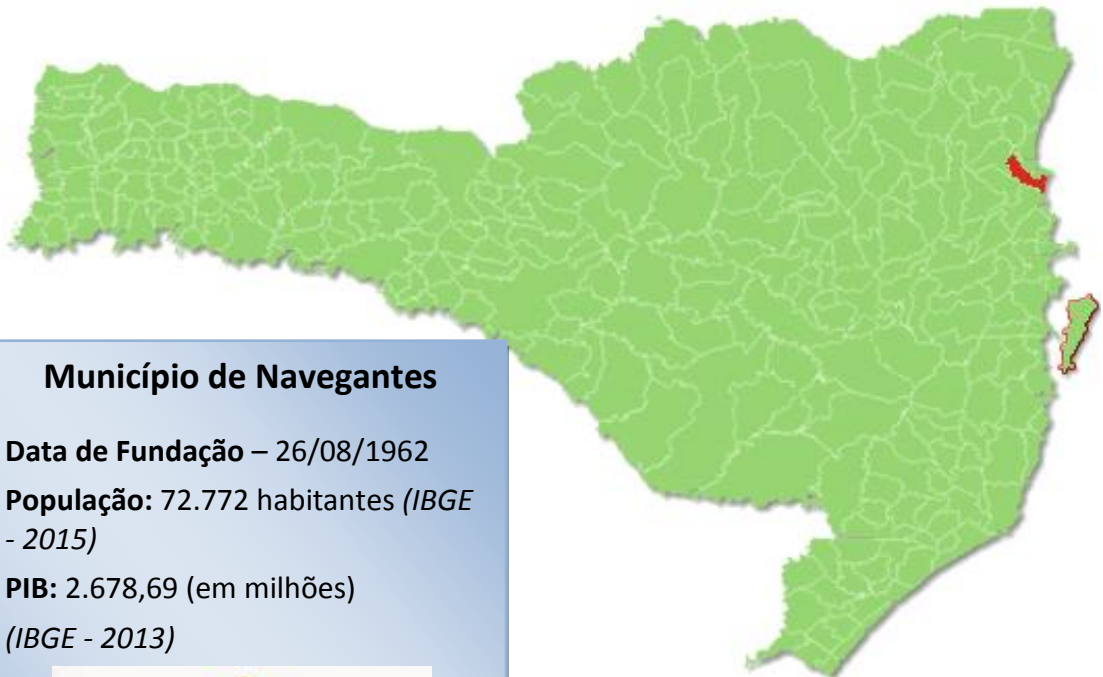 Município de Navegantes
Data de Fundação – 26/08/1962
População: 72.772 habitantes (IBGE
- 2015)
PIB: 2.678,69 (em milhões)
(IBGE - 2013)